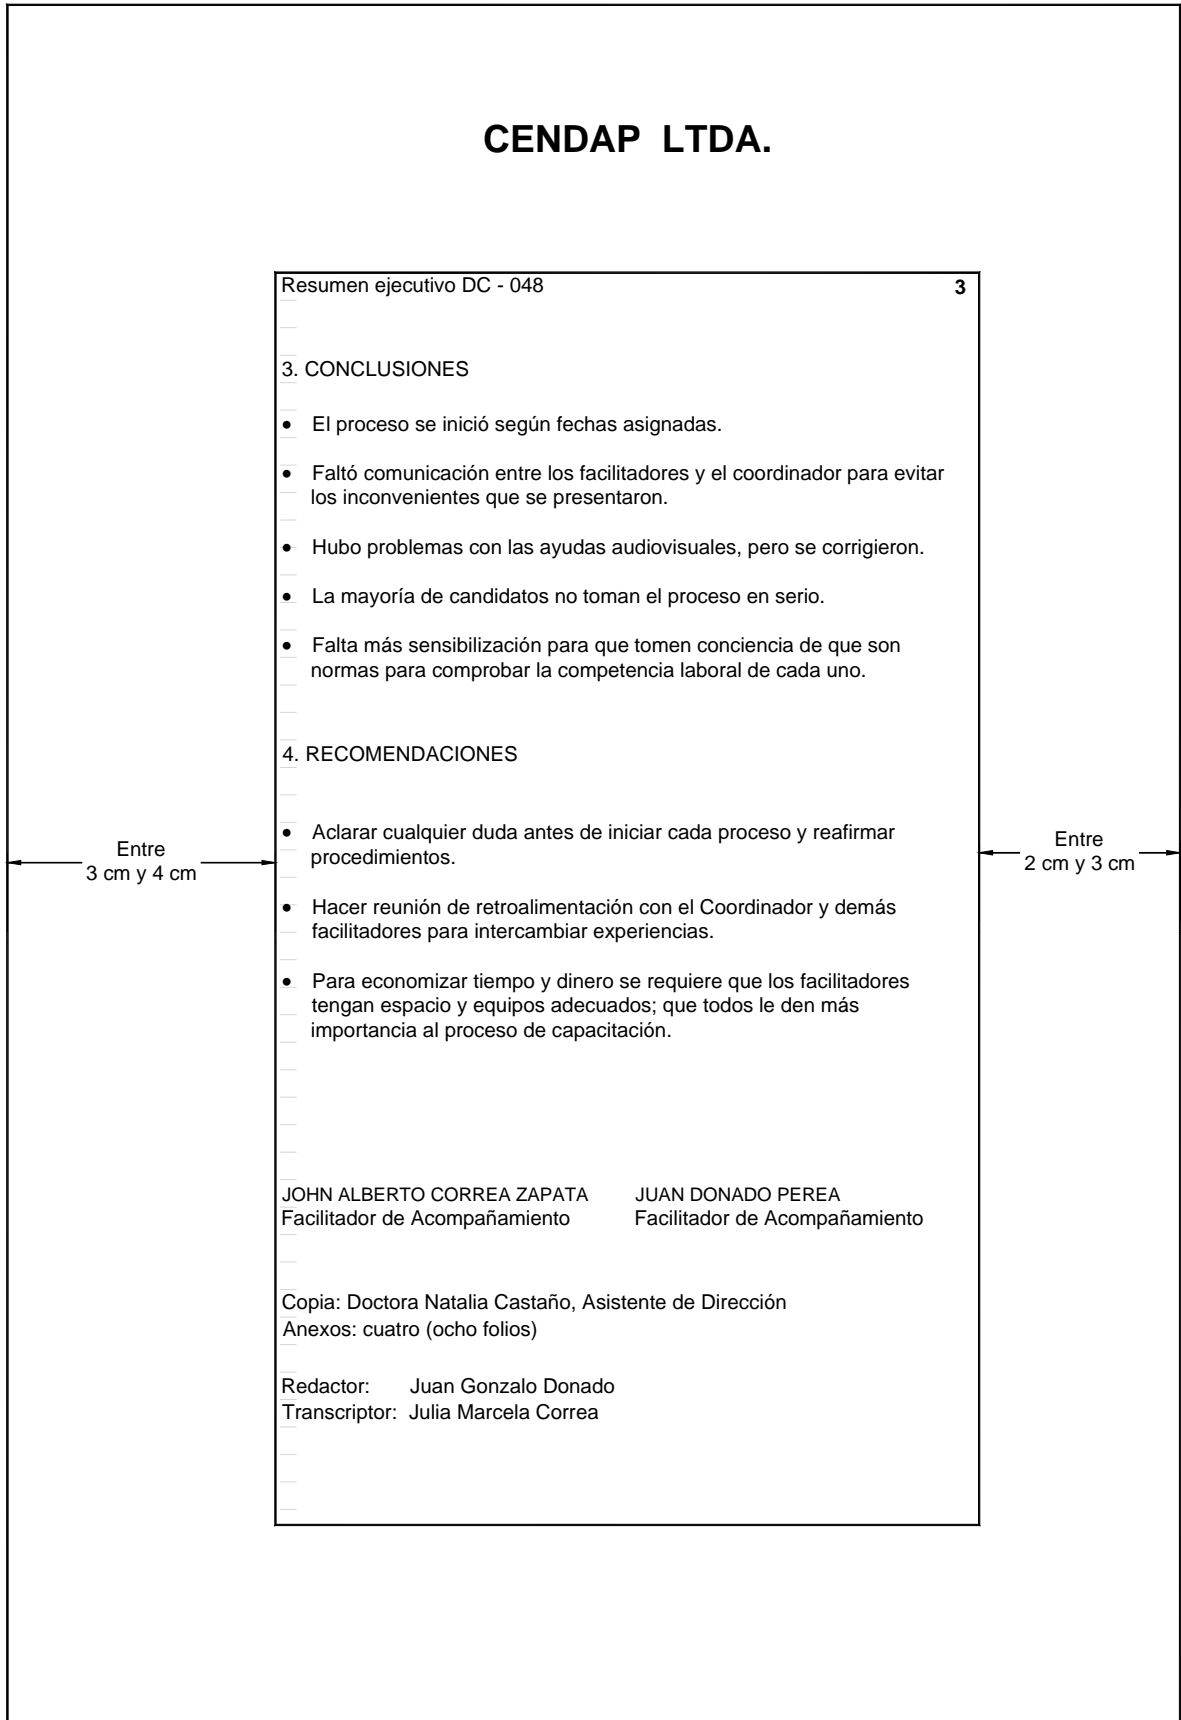 CENDAP LTDA.
Resumen ejecutivo DC - 048 3
3. CONCLUSIONES
• El proceso se inició según fechas asignadas.
• Faltó comunicación entre los facilitadores y el coordinador para evitar
los inconvenientes que se presentaron.
• Hubo problemas con las ayudas audiovisuales, pero se corrigieron.
• La mayoría de candidatos no toman el proceso en serio.
• Falta más sensibilización para que tomen conciencia de que son
normas para comprobar la competencia laboral de cada uno.
4. RECOMENDACIONES
• Aclarar cualquier duda antes de iniciar cada proceso y reafirmar
procedimientos.
Entre
3 cm y 4 cm
Entre
2 cm y 3 cm
• Hacer reunión de retroalimentación con el Coordinador y demás
facilitadores para intercambiar experiencias.
• Para economizar tiempo y dinero se requiere que los facilitadores
tengan espacio y equipos adecuados; que todos le den más
importancia al proceso de capacitación.
JOHN ALBERTO CORREA ZAPATA JUAN DONADO PEREA
Facilitador de Acompañamiento Facilitador de Acompañamiento
Copia: Doctora Natalia Castaño, Asistente de Dirección
Anexos: cuatro (ocho folios)
Redactor: Juan Gonzalo Donado
Transcriptor: Julia Marcela Correa